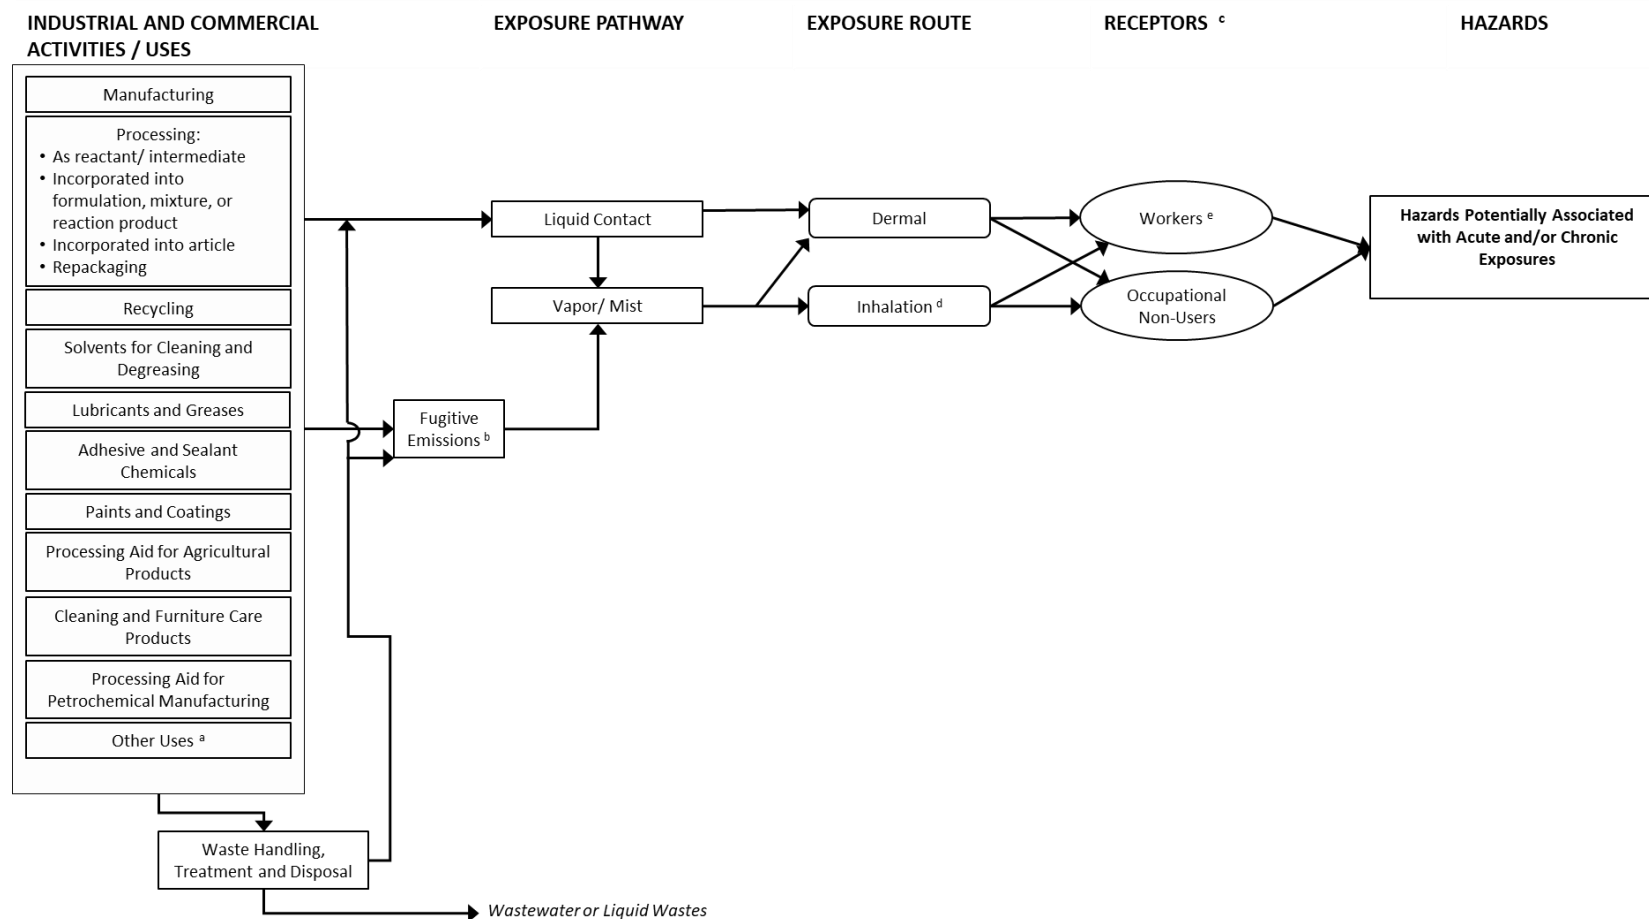 INDUSTRIAL AND COMMERCIAL
ACTIVITIES / USES
EXPOSURE PATHWAY
EXPOSURE ROUTE
RECEPTORS c
HAZARDS
Manufacturing
Processing:
• As reactant/ intermediate
• Incorporated into
formulation, mixture, or
reaction product
• Incorporated into article
• Repackaging
Recycling
Solvents for Cleaning and
Degreasing
Lubricants and Greases
Adhesive and Sealant
Chemicals
Paints and Coatings
Processing Aid for Agricultural
Products
Cleaning and Furniture Care
Products
Processing Aid for
Petrochemical Manufacturing
Other Uses a
Waste Handling,
Treatment and Disposal
Wastewater or Liquid Wastes
Fugitive
Emissions b
Liquid Contact
Vapor/ Mist
Dermal
Inhalation d
Workers e
Occupational
Non-Users
Hazards Potentially Associated
with Acute and/or Chronic
Exposures